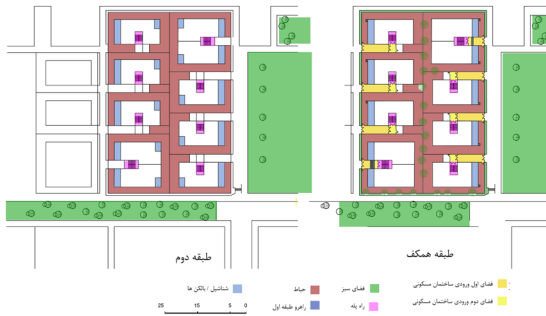 طبقه همکف
طبقه دوم
فضای اول ورودی ساختمان مسکونی
فضای سبز
حیاط
شناشیل / بالکن ها
فضای دوم ورودی ساختمان مسکونی
راه پله
راهرو طبقه اول
25 15 5 0